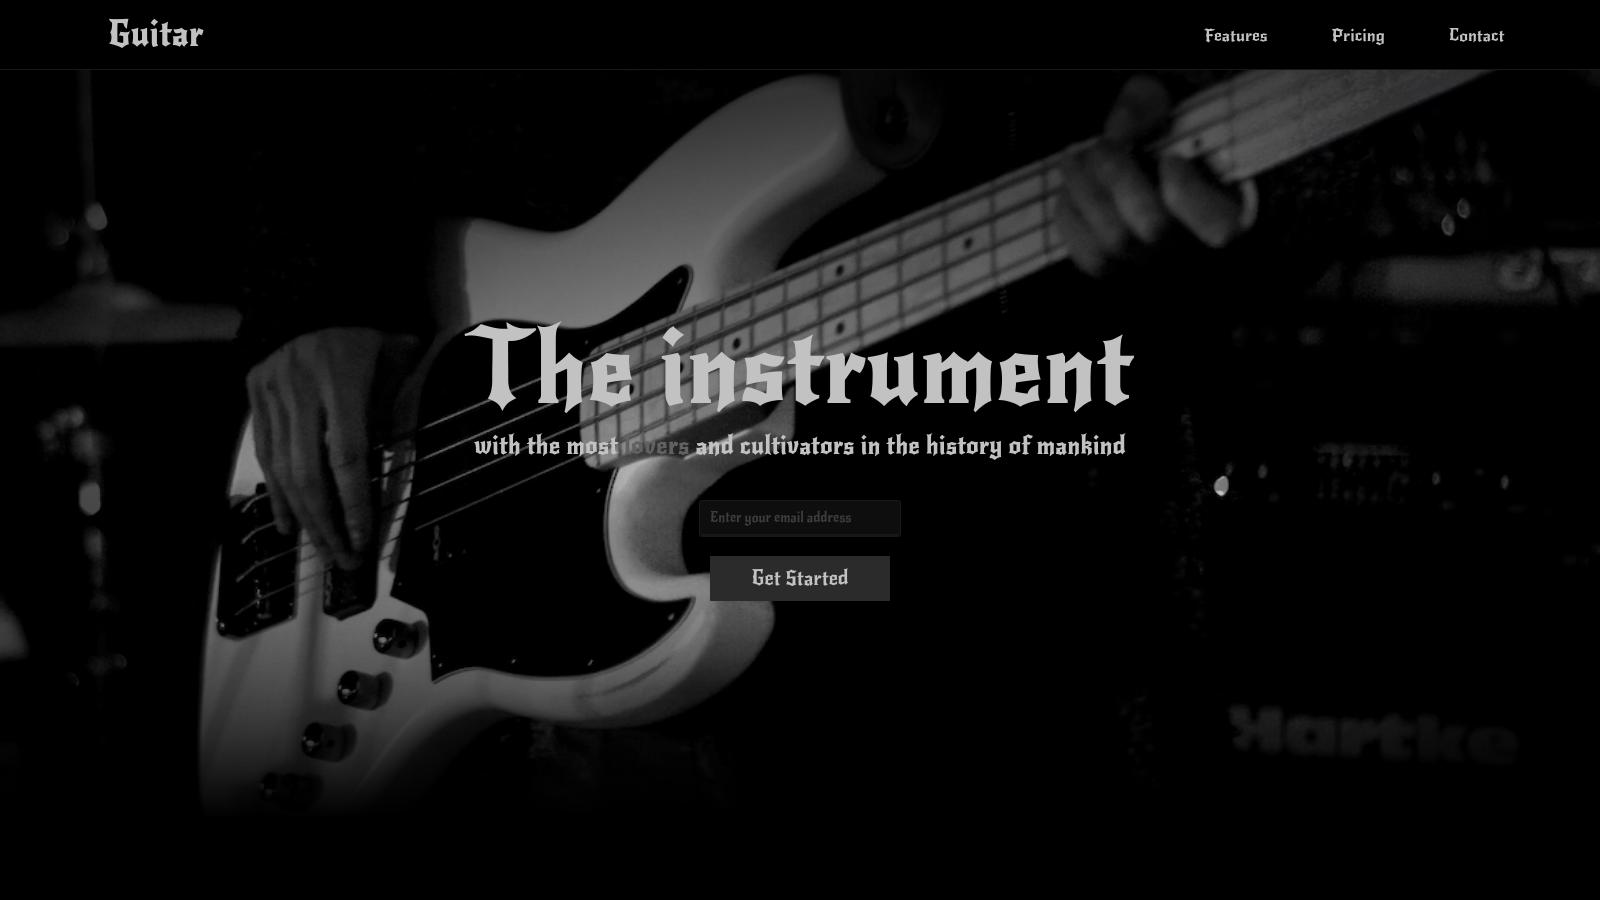 Guitar
Features
Pricing
Contact
The instrument
with the most lovers and cultivators in the history of mankind
Enter your email address
Get Started
Hartke